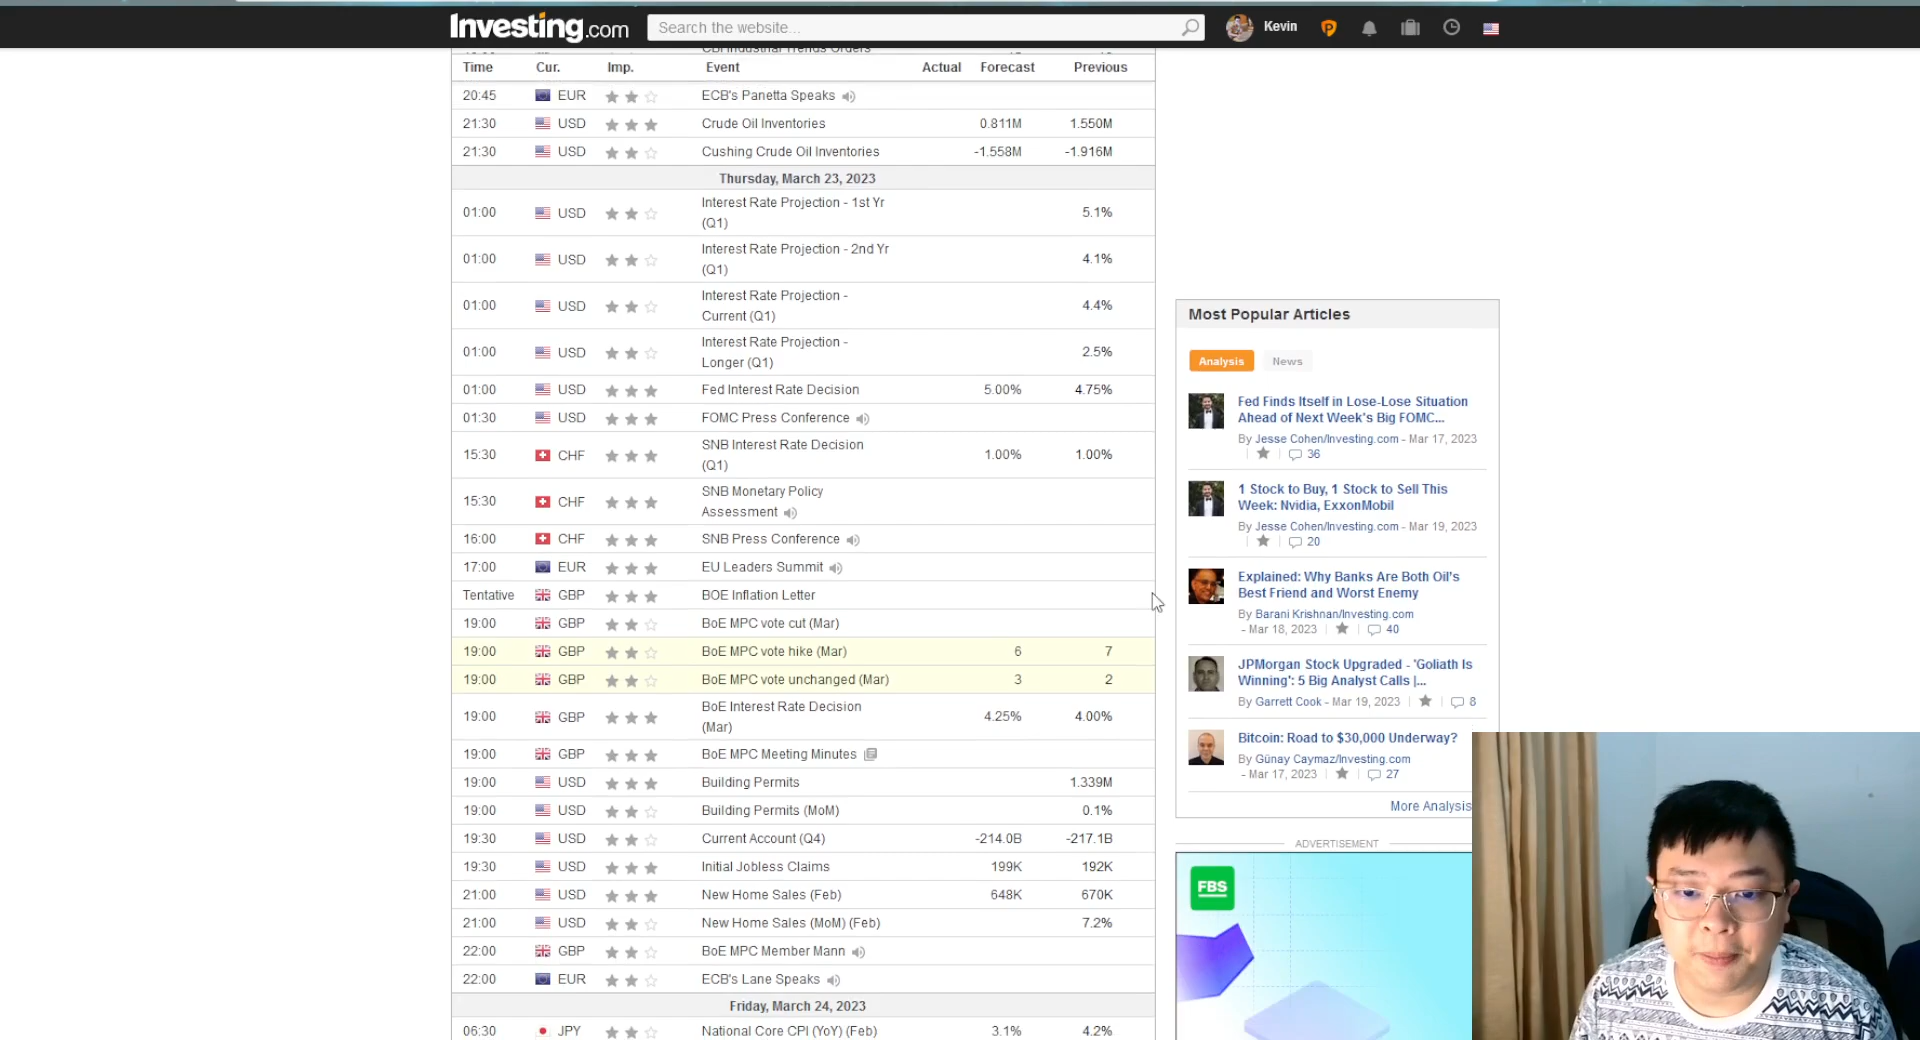 Investing.com
Search the website...
Kevin
CBI Industrial Trends Orders
Time Cur. Imp. Event Actual Forecast Previous
20:45 EUR ECB's Panetta Speaks
21:30 USD Crude Oil Inventories 0.811M 1.550M
21:30 USD Cushing Crude Oil Inventories -1.558M -1.916M
Thursday, March 23, 2023
01:00 USD Interest Rate Projection - 1st Yr 5.1%
(Q1)
01:00 USD Interest Rate Projection - 2nd Yr 4.1%
(Q1)
01:00 USD Interest Rate Projection - 4.4%
Current (Q1)
01:00 USD Interest Rate Projection - 2.5%
Longer (Q1)
01:00 USD Fed Interest Rate Decision 5.00% 4.75%
01:30 USD FOMC Press Conference
15:30 CHF SNB Interest Rate Decision 1.00% 1.00%
(Q1)
15:30 CHF SNB Monetary Policy
Assessment
16:00 CHF SNB Press Conference
17:00 EUR EU Leaders Summit
Tentative GBP BOE Inflation Letter
19:00 GBP BoE MPC vote cut (Mar)
19:00 GBP BoE MPC vote hike (Mar) 6 7
19:00 GBP BoE MPC vote unchanged (Mar) 3 2
19:00 GBP BoE Interest Rate Decision 4.25% 4.00%
(Mar)
19:00 GBP BoE MPC Meeting Minutes
19:00 USD Building Permits 1.339M
19:00 USD Building Permits (MoM) 0.1%
19:30 USD Current Account (Q4) -214.0B -217.1B
19:30 USD Initial Jobless Claims 199K 192K
21:00 USD New Home Sales (Feb) 648K 670K
21:00 USD New Home Sales (MoM) (Feb) 7.2%
22:00 GBP BoE MPC Member Mann
22:00 EUR ECB's Lane Speaks
Friday, March 24, 2023
06:30 JPY National Core CPI (YoY) (Feb) 3.1% 4.2%
Most Popular Articles
Analysis News
Fed Finds Itself in Lose-Lose Situation
Ahead of Next Week's Big FOMC...
By Jesse Cohen/Investing.com - Mar 17, 2023
36
1 Stock to Buy, 1 Stock to Sell This
Week: Nvidia, ExxonMobil
By Jesse Cohen/Investing.com - Mar 19, 2023
20
Explained: Why Banks Are Both Oil's
Best Friend and Worst Enemy
By Barani Krishnan/Investing.com
- Mar 18, 2023 40
JPMorgan Stock Upgraded - 'Goliath Is
Winning': 5 Big Analyst Calls |...
By Garrett Cook - Mar 19, 2023 8
Bitcoin: Road to $30,000 Underway?
By Günay Caymaz/Investing.com
- Mar 17, 2023 27
More Analysis
ADVERTISEMENT
FBS